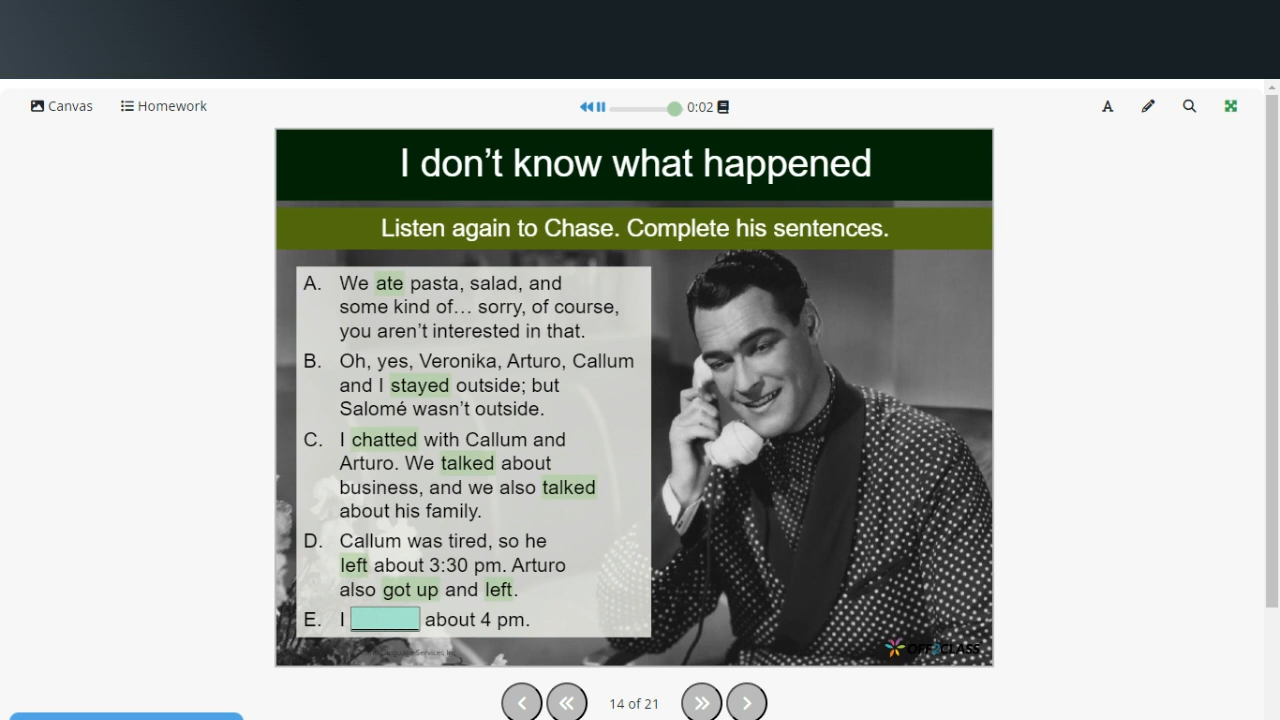 Canvas
Homework
0:02
A
I don't know what happened
Listen again to Chase. Complete his sentences.
A. We ate pasta, salad, and
some kind of… sorry, of course,
you aren't interested in that.
B. Oh, yes, Veronika, Arturo, Callum
and I stayed outside; but
Salomé wasn't outside.
C. I chatted with Callum and
Arturo. We talked about
business, and we also talked
about his family.
D. Callum was tired, so he
left about 3:30 pm. Arturo
also got up and left.
E. I about 4 pm.
OFF2CLASS
14 of 21